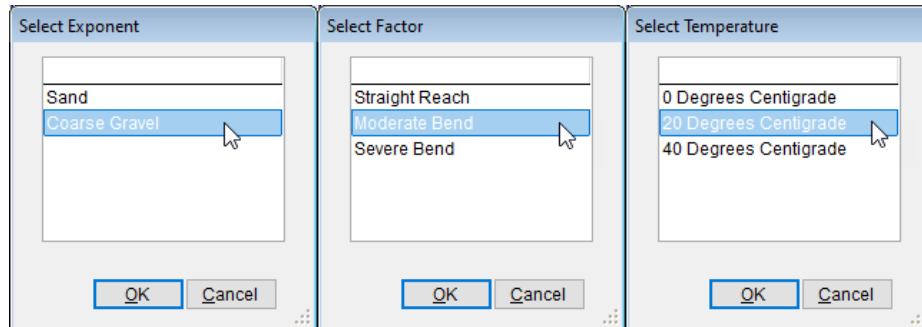 Select Exponent
Sand
Coarse Gravel
OK
Cancel
Select Factor
Straight Reach
Moderate Bend
Severe Bend
OK
Cancel
Select Temperature
0 Degrees Centigrade
20 Degrees Centigrade
40 Degrees Centigrade
OK
Cancel